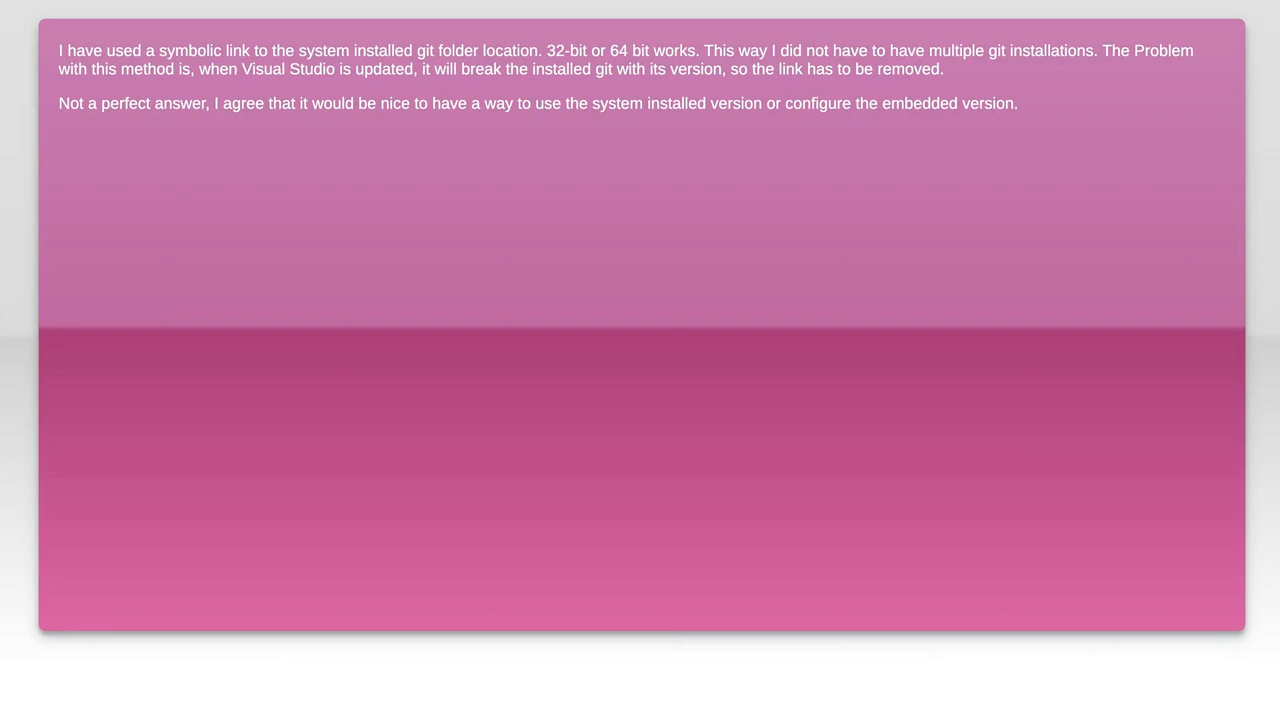 I have used a symbolic link to the system installed git folder location. 32-bit or 64 bit works. This way I did not have to have multiple git installations. The Problem
with this method is, when Visual Studio is updated, it will break the installed git with its version, so the link has to be removed.
Not a perfect answer, I agree that it would be nice to have a way to use the system installed version or configure the embedded version.